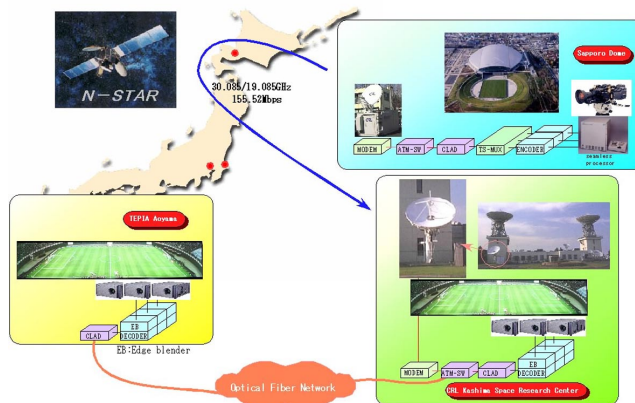 N-STAR
30.085/19.085GHz
155.52Mbps
Sapporo Dome
MODEM
ATM-SW
CLAD
TS-MUX
ENCODER
seamless
processor
TEPIA Aoyama
CLAD
EB
DECODER
EB:Edge blender
Optical Fiber Network
MODEM
ATM-SW
CLAD
EB
DECODER
CRL Kashima Space Research Center